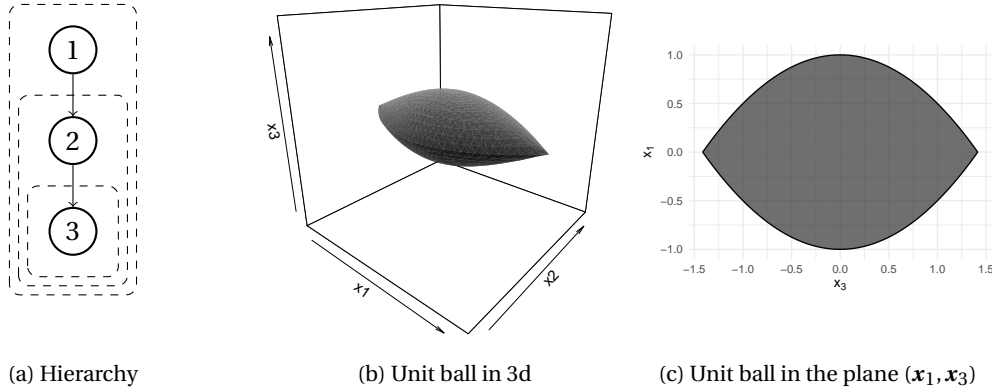 1
2
3
x3
x1
x2
x₁
1.0
0.5
0.0
−0.5
−1.0
−1.5 −1.0 −0.5 0.0 0.5 1.0 1.5
x₃
(a) Hierarchy
(b) Unit ball in 3d
(c) Unit ball in the plane (x₁, x₃)